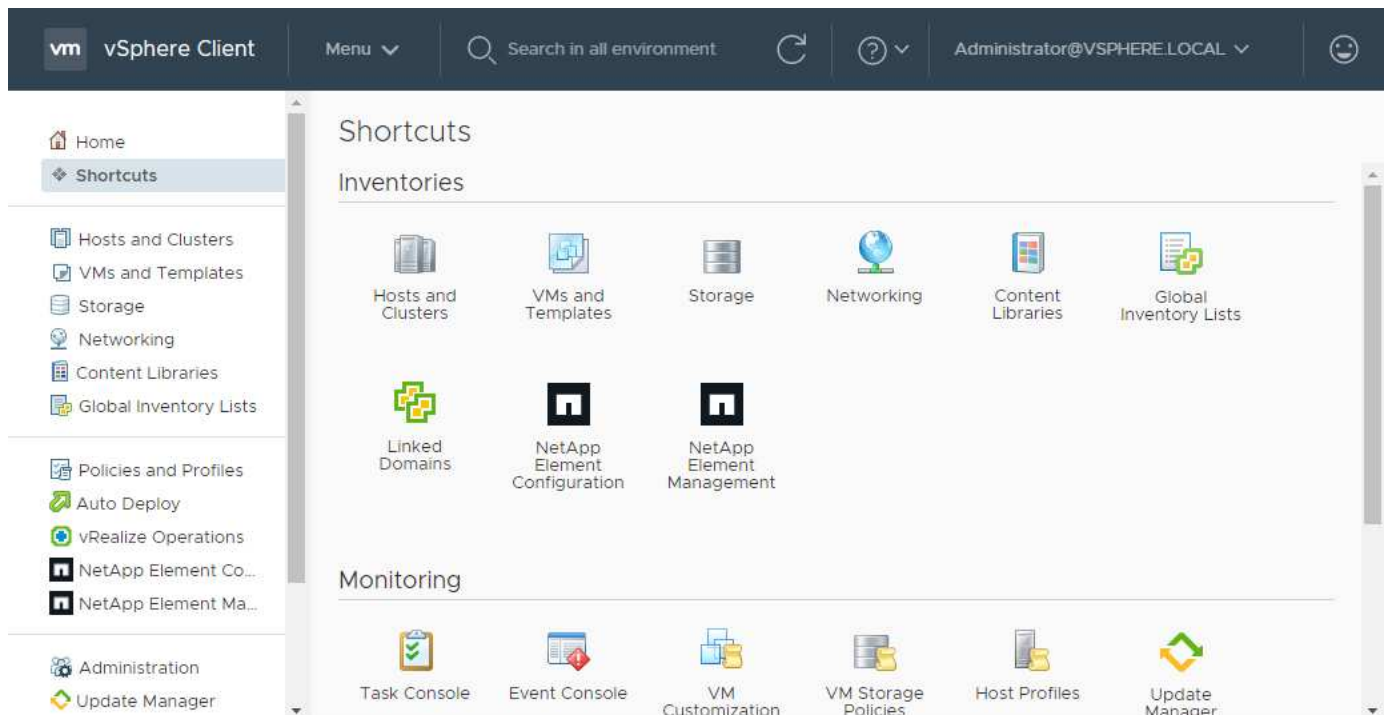 vm vSphere Client Menu Search in all environment Administrator@VSPHERE.LOCAL
Home
Shortcuts
Hosts and Clusters
VMs and Templates
Storage
Networking
Content Libraries
Global Inventory Lists
Policies and Profiles
Auto Deploy
vRealize Operations
NetApp Element Co...
NetApp Element Ma...
Administration
Update Manager
Shortcuts
Inventories
Hosts and
Clusters
VMs and
Templates
Storage
Networking
Content
Libraries
Global
Inventory Lists
Linked
Domains
NetApp
Element
Configuration
NetApp
Element
Management
Monitoring
Task Console
Event Console
VM
Customization
VM Storage
Policies
Host Profiles
Update
Manager